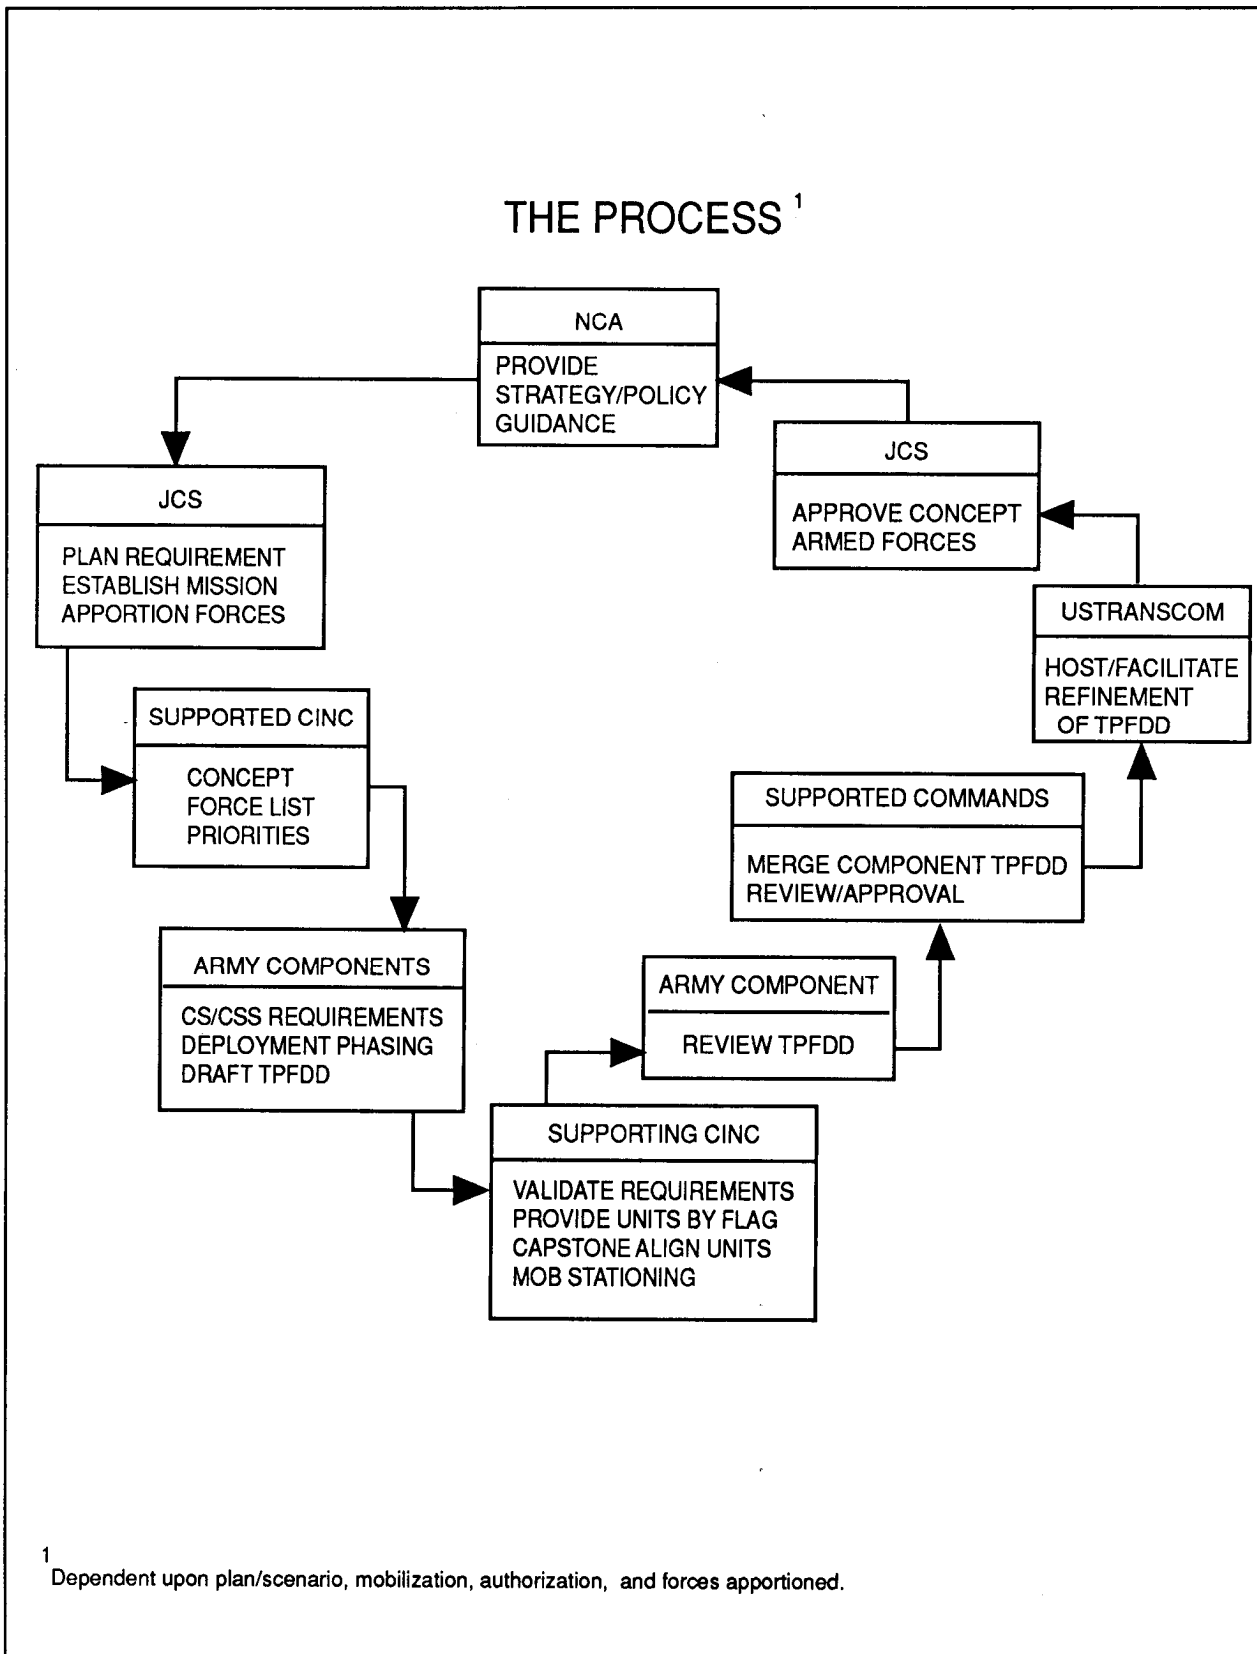 THE PROCESS 1
NCA
PROVIDE
STRATEGY/POLICY
GUIDANCE
JCS
PLAN REQUIREMENT
ESTABLISH MISSION
APPORTION FORCES
SUPPORTED CINC
CONCEPT
FORCE LIST
PRIORITIES
ARMY COMPONENTS
CS/CSS REQUIREMENTS
DEPLOYMENT PHASING
DRAFT TPFDD
SUPPORTING CINC
VALIDATE REQUIREMENTS
PROVIDE UNITS BY FLAG
CAPSTONE ALIGN UNITS
MOB STATIONING
ARMY COMPONENT
REVIEW TPFDD
SUPPORTED COMMANDS
MERGE COMPONENT TPFDD
REVIEW/APPROVAL
USTRANSCOM
HOST/FACILITATE
REFINEMENT
OF TPFDD
JCS
APPROVE CONCEPT
ARMED FORCES
1
Dependent upon plan/scenario, mobilization, authorization, and forces apportioned.